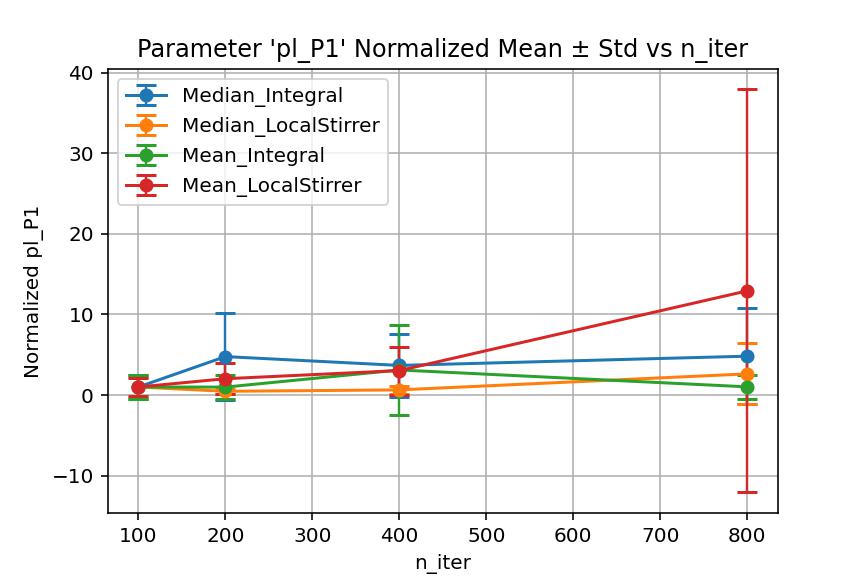 Parameter 'pl_P1' Normalized Mean ± Std vs n_iter
40
30
20
10
0
−10
Normalized pl_P1
Median_Integral
Median_LocalStirrer
Mean_Integral
Mean_LocalStirrer
100 200 300 400 500 600 700 800
n_iter